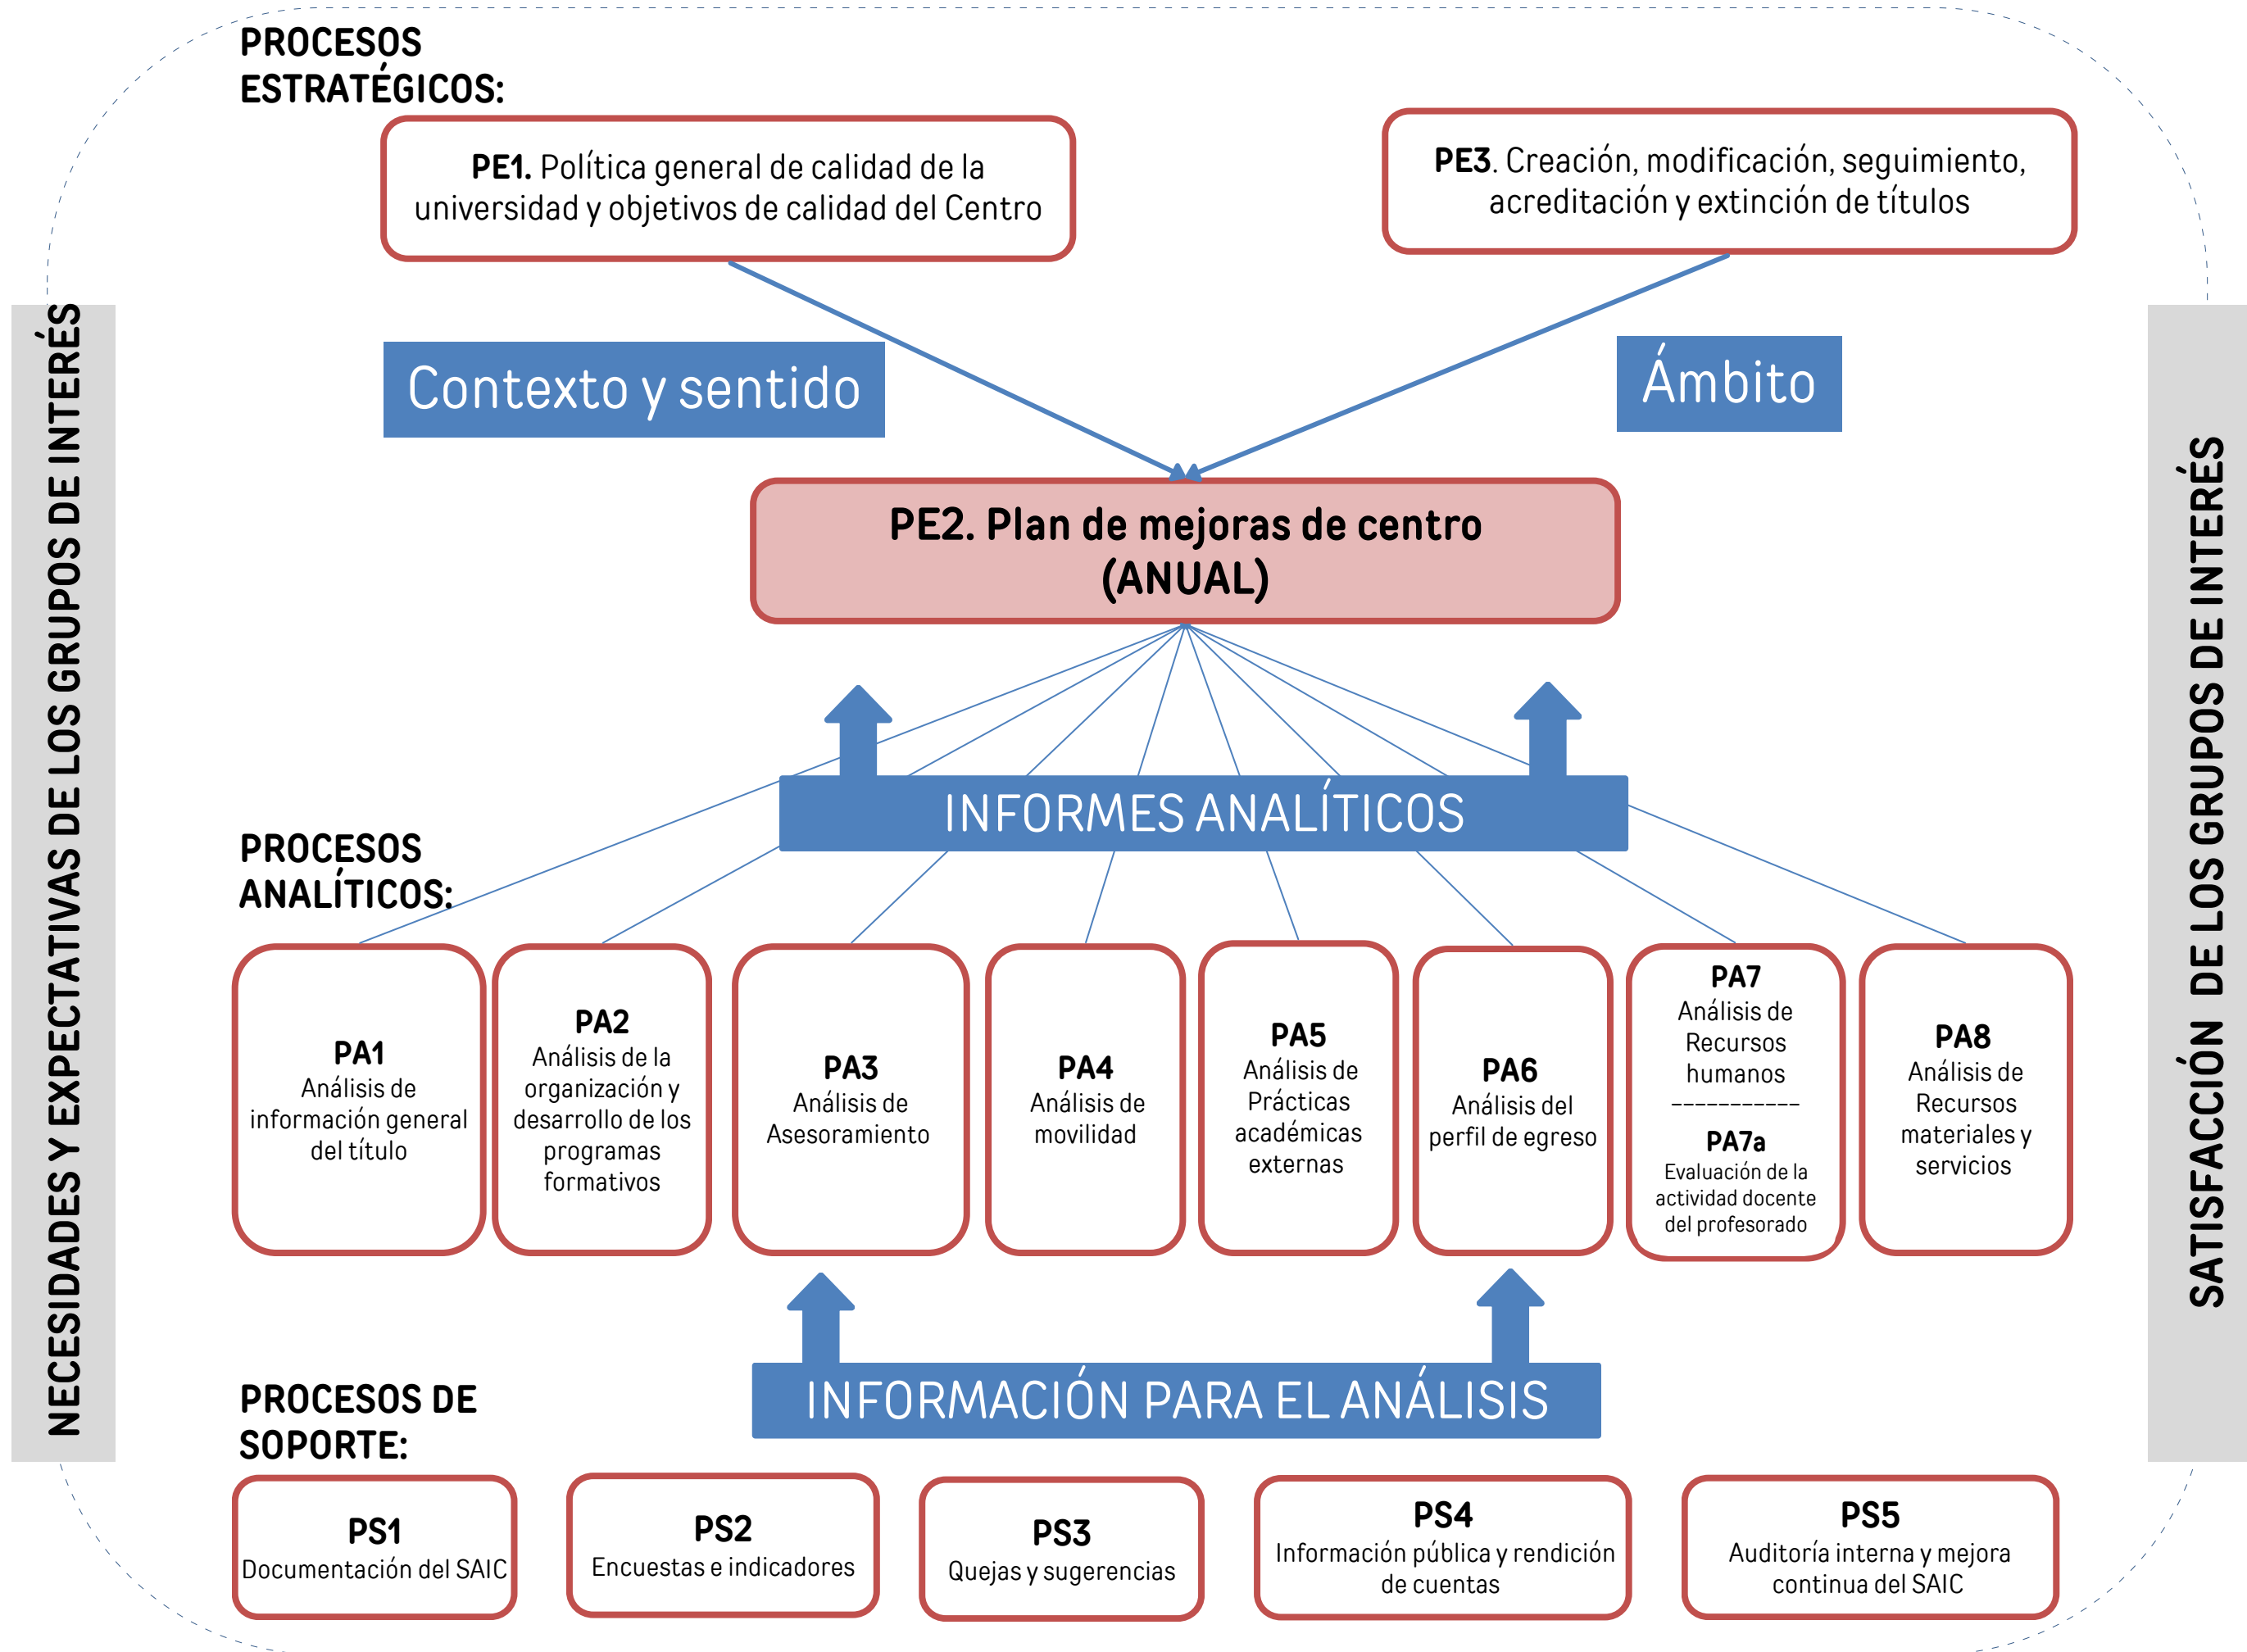 PROCESOS
ESTRATÉGICOS:
PE1. Política general de calidad de la
universidad y objetivos de calidad del Centro
PE3. Creación, modificación, seguimiento,
acreditación y extinción de títulos
Contexto y sentido
Ámbito
NECESIDADES Y EXPECTATIVAS DE LOS GRUPOS DE INTERÉS
SATISFACCIÓN DE LOS GRUPOS DE INTERÉS
PE2. Plan de mejoras de centro
(ANUAL)
INFORMES ANALÍTICOS
PROCESOS
ANALÍTICOS:
PA1
Análisis de
información general
del título
PA2
Análisis de la
organización y
desarrollo de los
programas
formativos
PA3
Análisis de
Asesoramiento
PA4
Análisis de
movilidad
PA5
Análisis de
Prácticas
académicas
externas
PA6
Análisis del
perfil de egreso
PA7
Análisis de
Recursos
humanos
-----------
PA7a
Evaluación de la
actividad docente
del profesorado
PA8
Análisis de
Recursos
materiales y
servicios
INFORMACIÓN PARA EL ANÁLISIS
PROCESOS DE
SOPORTE:
PS1
Documentación del SAIC
PS2
Encuestas e indicadores
PS3
Quejas y sugerencias
PS4
Información pública y rendición
de cuentas
PS5
Auditoría interna y mejora
continua del SAIC